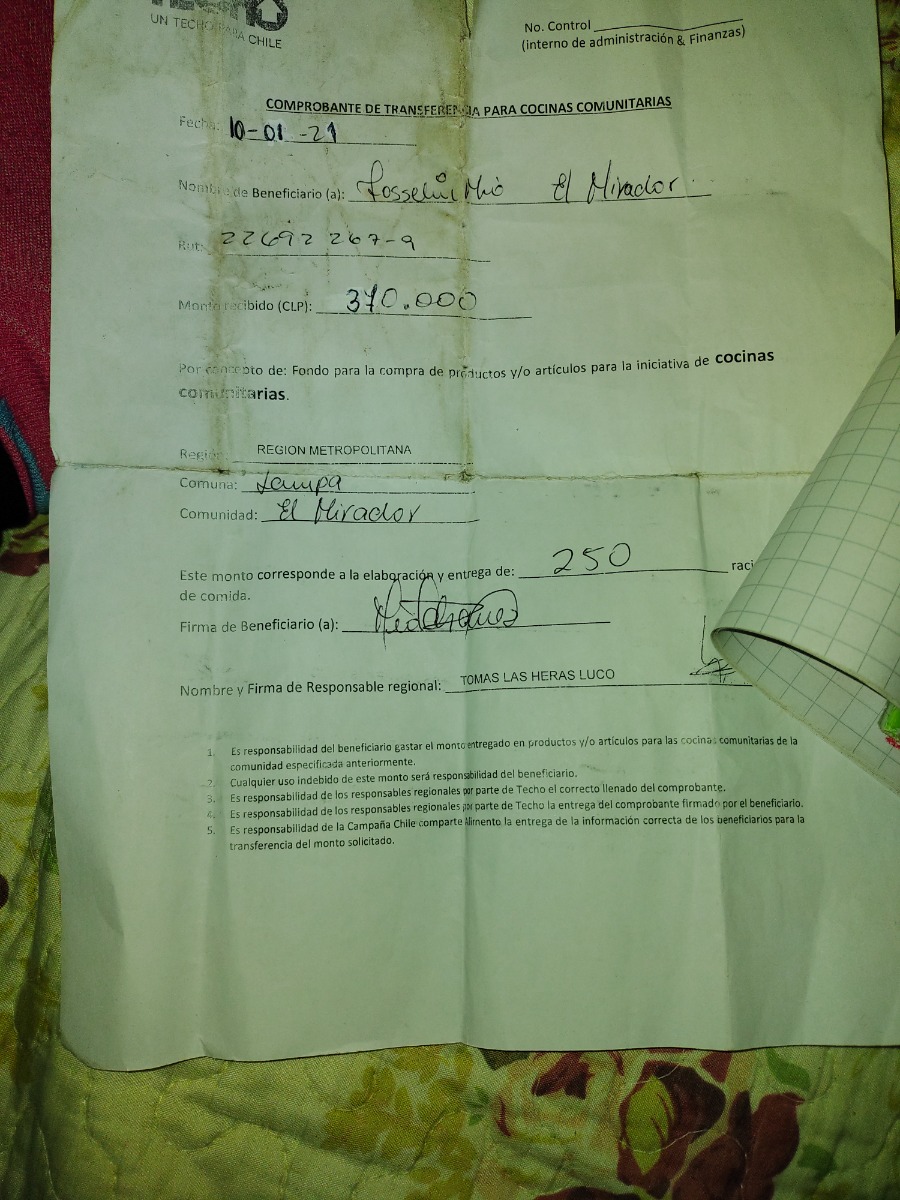 TECHO
UN TECHO PARA CHILE
No. Control
(interno de administración & Finanzas)
COMPROBANTE DE TRANSFERENCIA PARA COCINAS COMUNITARIAS
Fecha: 10-01-21
Nombre de Beneficiario (a): El Mirador
Rut: 22692267-9
Monto recibido (CLP): 370.000
Por concepto de: Fondo para la compra de productos y/o artículos para la iniciativa de cocinas
comunitarias.
Region: REGION METROPOLITANA
Comuna: Lampa
Comunidad: El Mirador
Este monto corresponde a la elaboración y entrega de: 250 raci
de comida.
Firma de Beneficiario (a):
Nombre y Firma de Responsable regional: TOMAS LAS HERAS LUCO
1. Es responsabilidad del beneficiario gastar el monto entregado en productos y/o artículos para las cocinas comunitarias de la
comunidad especificada anteriormente.
2. Cualquier uso indebido de este monto será responsabilidad del beneficiario.
3. Es responsabilidad de los responsables regionales por parte de Techo el correcto llenado del comprobante.
4. Es responsabilidad de los responsables regionales por parte de Techo la entrega del comprobante firmado por el beneficiario.
5. Es responsabilidad de la Campaña Chile comparte Alimento la entrega de la información correcta de los beneficiarios para la
transferencia del monto solicitado.